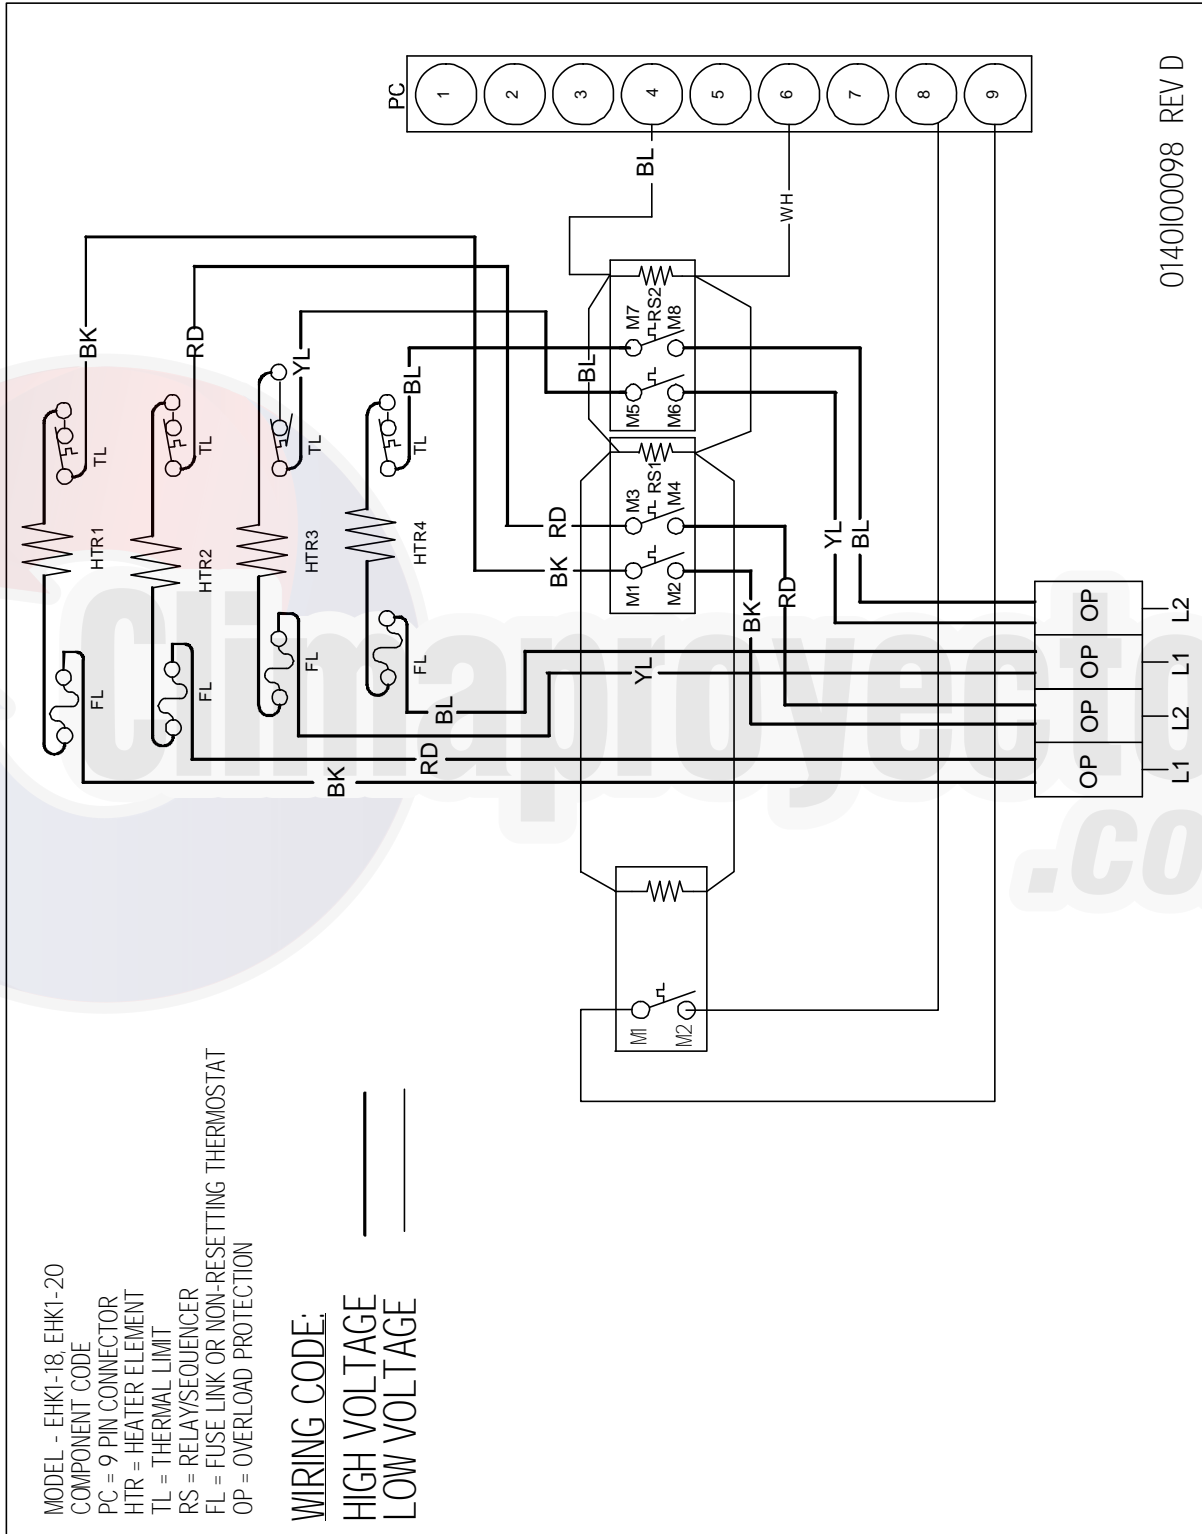 MODEL - EHK1-18, EHK1-20
COMPONENT CODE
PC = 9 PIN CONNECTOR
HTR = HEATER ELEMENT
TL = THERMAL LIMIT
RS = RELAY/SEQUENCER
FL = FUSE LINK OR NON-RESETTING THERMOSTAT
OP = OVERLOAD PROTECTION
WIRING CODE:
HIGH VOLTAGE
LOW VOLTAGE
PC
1
2
3
4
5
6
7
8
9
BL
WH
BK
RD
YL
BL
TL
TL
TL
TL
HTR1
HTR2
HTR3
HTR4
FL
FL
FL
FL
BK
RD
BL
YL
BK
RD
BL
M7
RS2
M8
M5
M6
M3
RS1
M4
M1
M2
YL
BL
RD
BK
M1
M2
OP
OP
OP
OP
L2
L1
L2
L1
0140I00098 REV D
Climaproyecto
.co